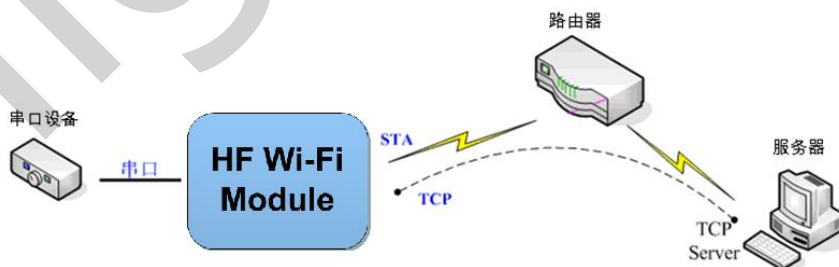 路由器
串口设备
服务器
串口
HF Wi-Fi
Module
STA
TCP
TCP
Server